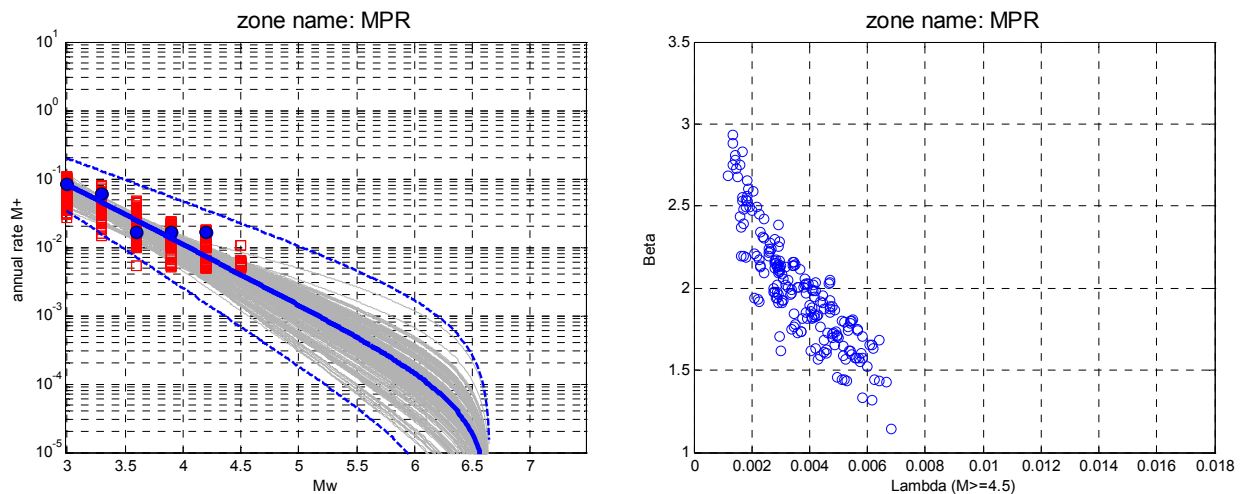 zone name: MPR
10^1
10^0
10^-1
10^-2
10^-3
10^-4
10^-5
annual rate M+
3 3.5 4 4.5 5 5.5 6 6.5 7
Mw
zone name: MPR
3.5
3
2.5
2
1.5
1
Beta
0 0.002 0.004 0.006 0.008 0.01 0.012 0.014 0.016 0.018
Lambda (M>=4.5)